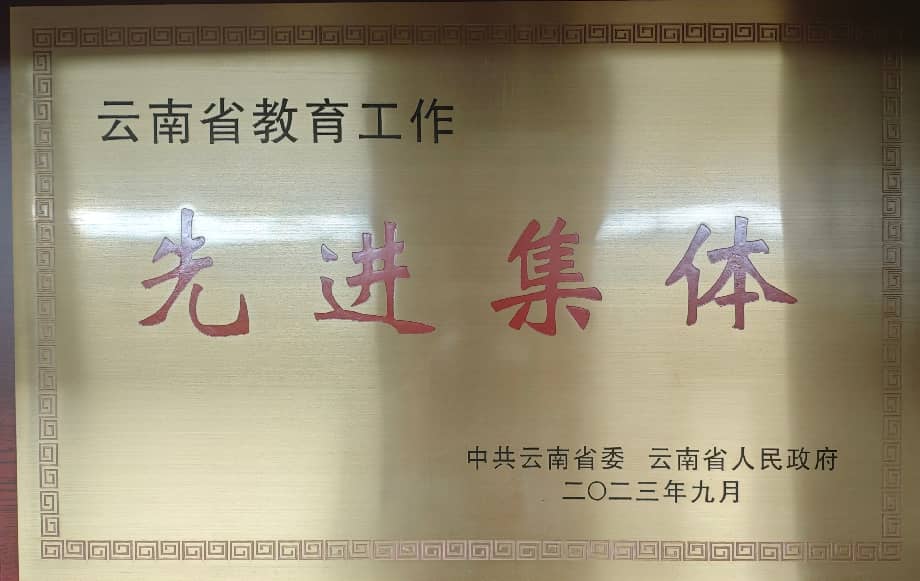 云南省教育工作
先进集体
中共云南省委 云南省人民政府
二〇二三年九月